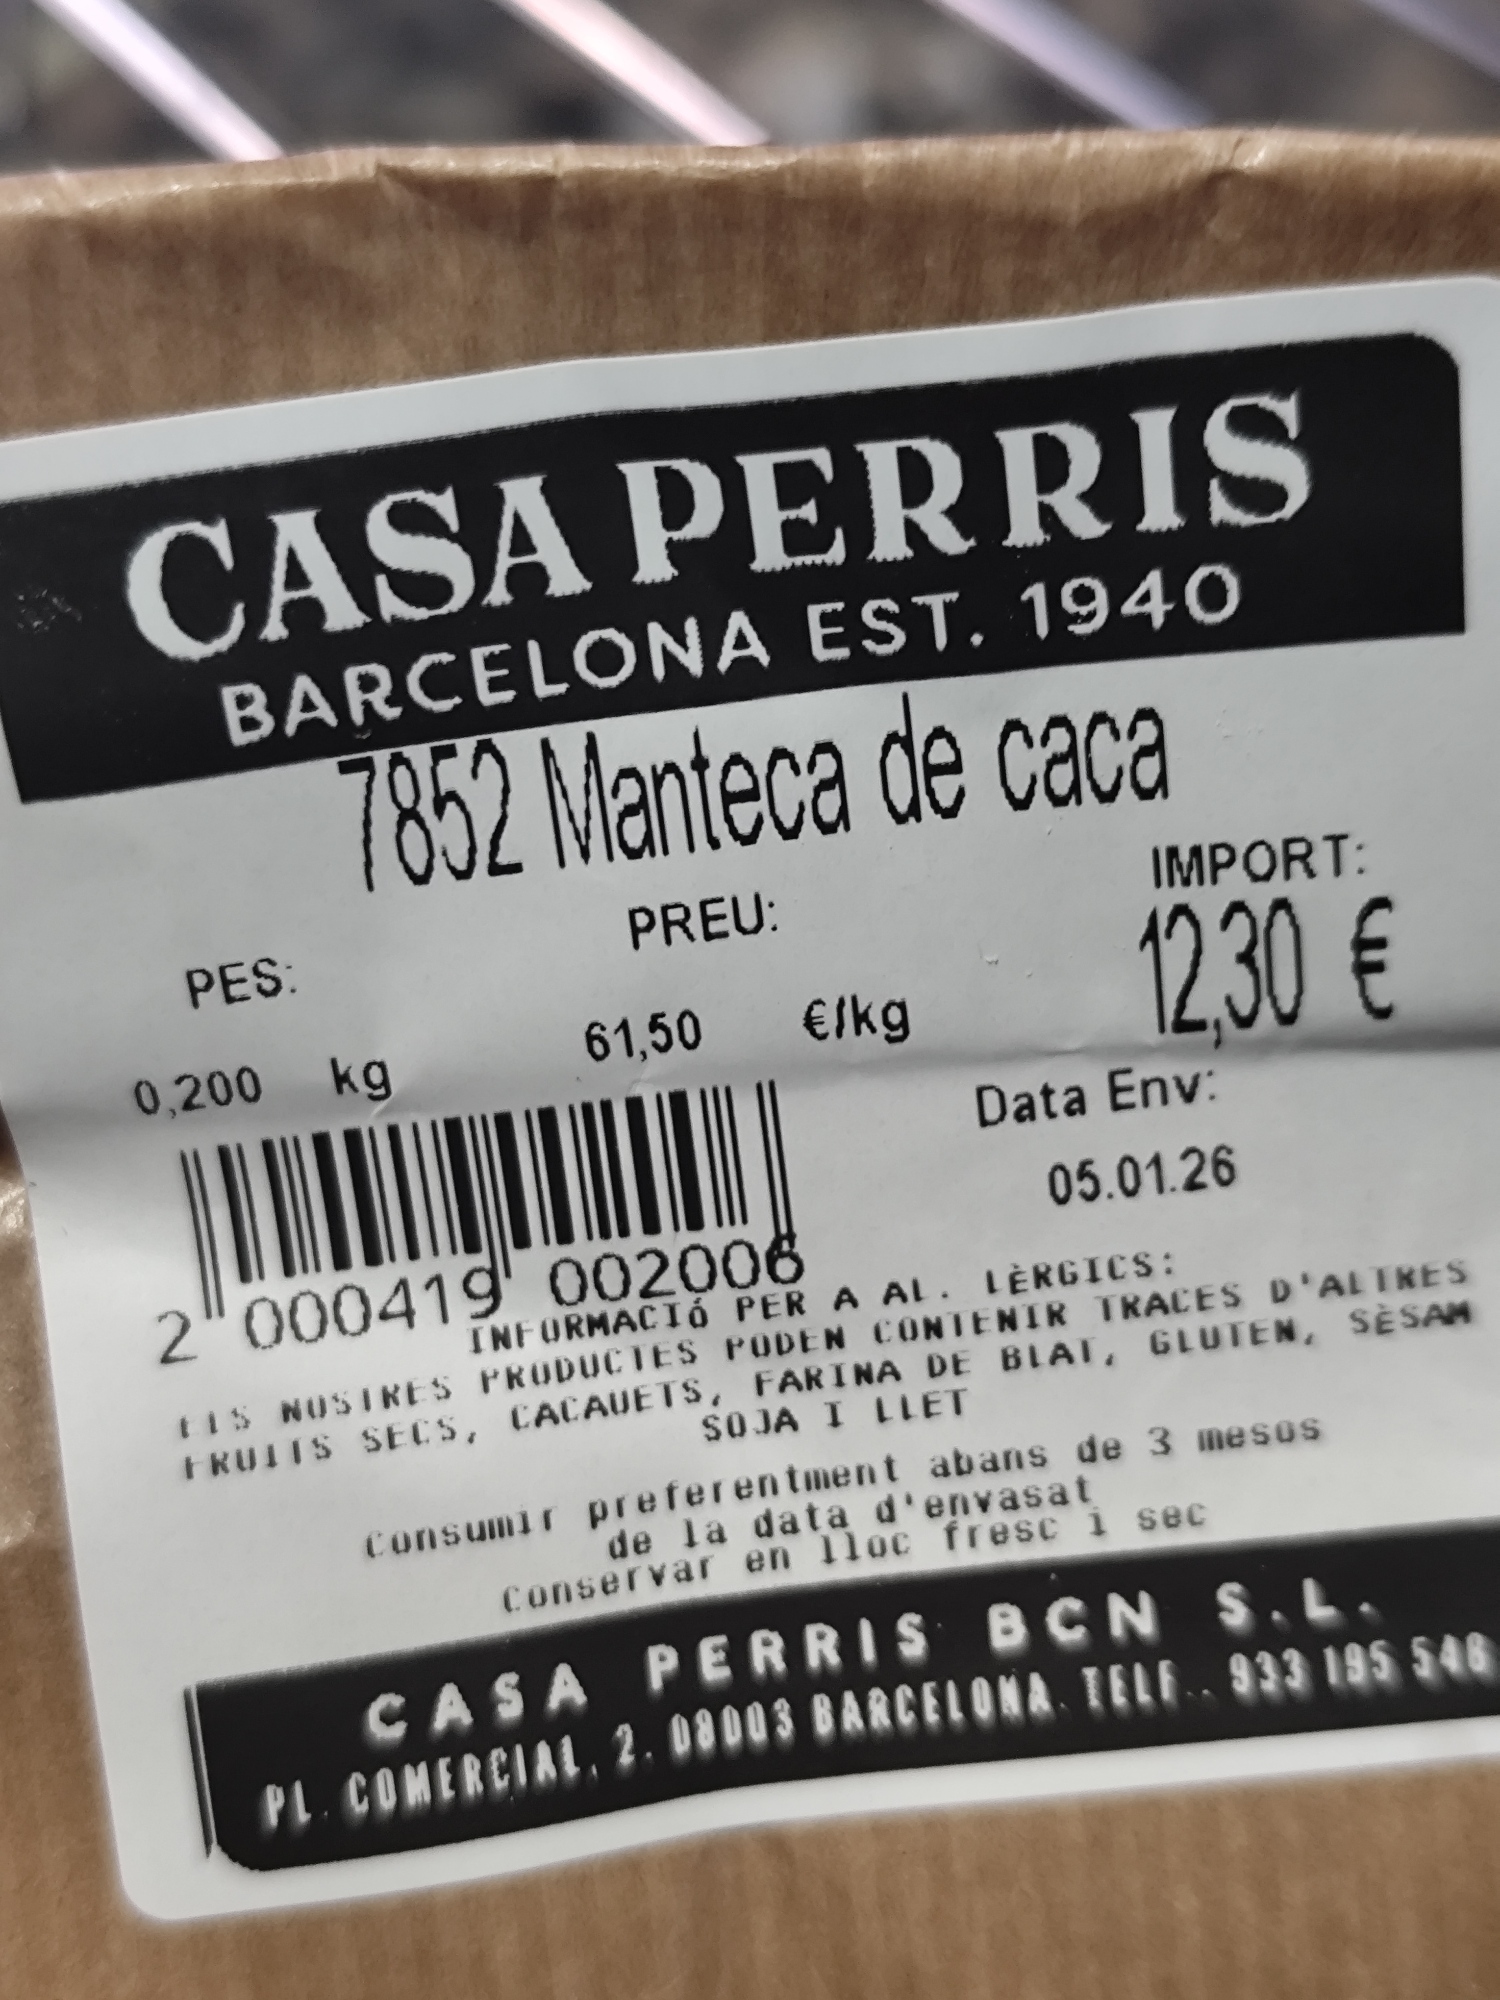 CASA PERRIS
BARCELONA EST. 1940
7852 Manteca de caca
PES: PREU: IMPORT:
0,200 kg 61,50 €/kg 12,30 €
Data Env:
05.01.26
2 000419 002006
INFORMACIÓ PER A AL. LÈRGICS:
ELS NOSTRES PRODUCTES PODEN CONTENIR TRACES D'ALTRES
FRUITS SECS, CACAUETS, FARINA DE BLAT, GLUTEN, SÈSAM
SOJA I LLET
Consumir preferentment abans de 3 mesos
de la data d'envasat
Conservar en lloc fresc i sec
CASA PERRIS BCN S.L.
PL. COMERCIAL, 2. 08003 BARCELONA. TELF.. 933 195 546